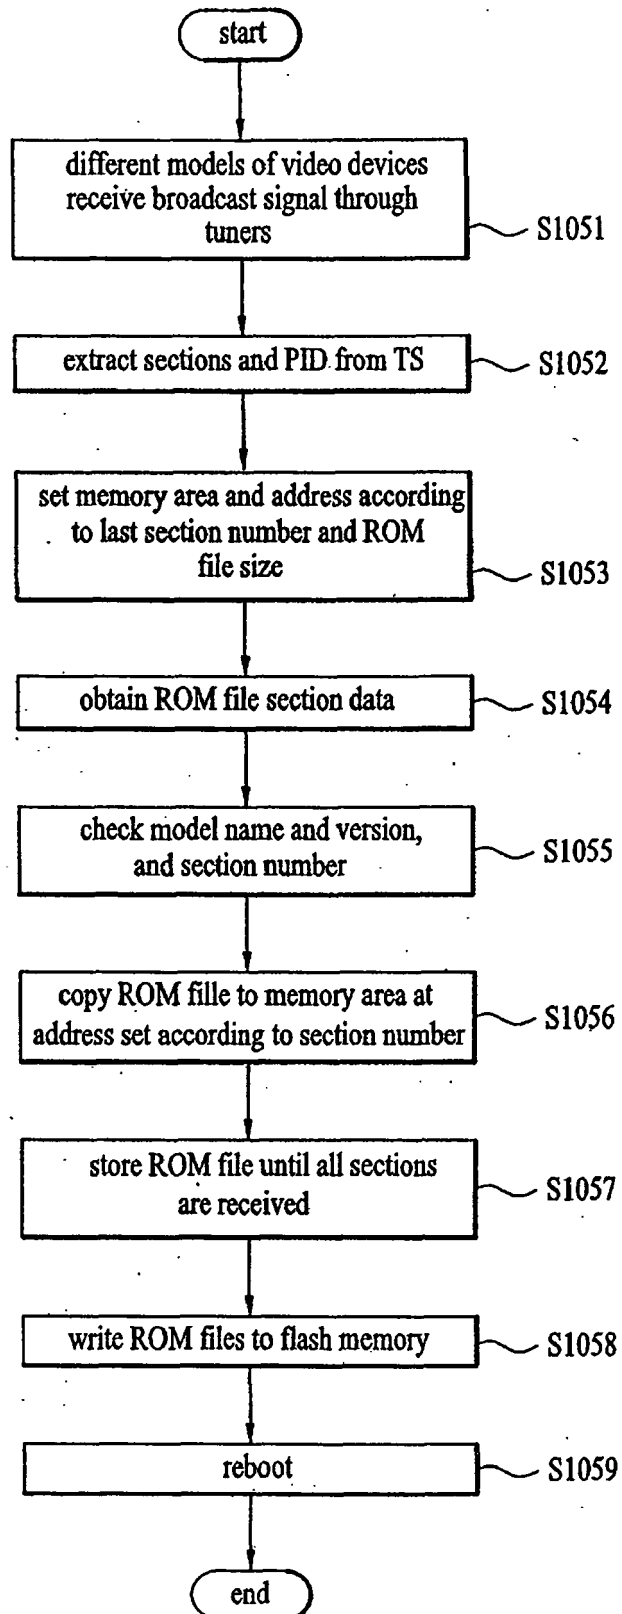 start
different models of video devices
receive broadcast signal through
tuners
S1051
extract sections and PID from TS
S1052
set memory area and address according
to last section number and ROM
file size
S1053
obtain ROM file section data
S1054
check model name and version,
and section number
S1055
copy ROM fille to memory area at
address set according to section number
S1056
store ROM file until all sections
are received
S1057
write ROM files to flash memory
S1058
reboot
S1059
end